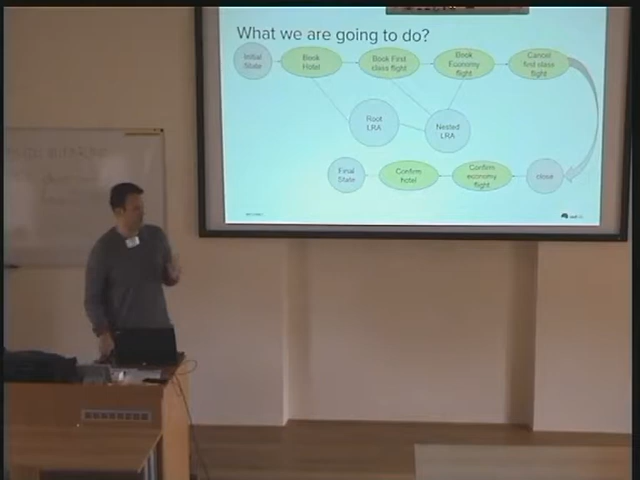 What we are going to do?
Initial
State
Book
Hotel
Book First
class flight
Book
Economy
flight
Cancel
first class
flight
Root
LRA
Nested
LRA
Final
State
Confirm
hotel
Confirm
economy
flight
close